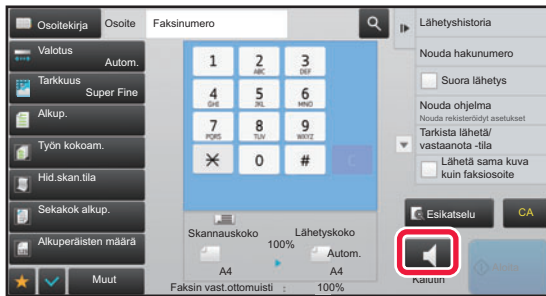 Osoitekirja
Osoite
Faksinumero
Valotus
Autom.
Tarkkuus
Super Fine
Alkup.
Työn kokoam.
Hid.skan.tila
Sekakok alkup.
Alkuperäisten määrä
Muut
1
2
ABC
3
DEF
4
GHI
5
JKL
6
MNO
7
PQRS
8
TUV
9
WXYZ
0
#
C
Skannauskoko
Lähetyskoko
100%
Autom.
A4
A4
Faksin vast.ottomuisti : 100%
Lähetyshistoria
Nouda hakunumero
Suora lähetys
Nouda ohjelma
Nouda rekisteröidyt asetukset
Tarkista lähetä/
vastaanota -tila
Lähetä sama kuva
kuin faksiosoite
Esikatselu
CA
Kaiutin
Aloita